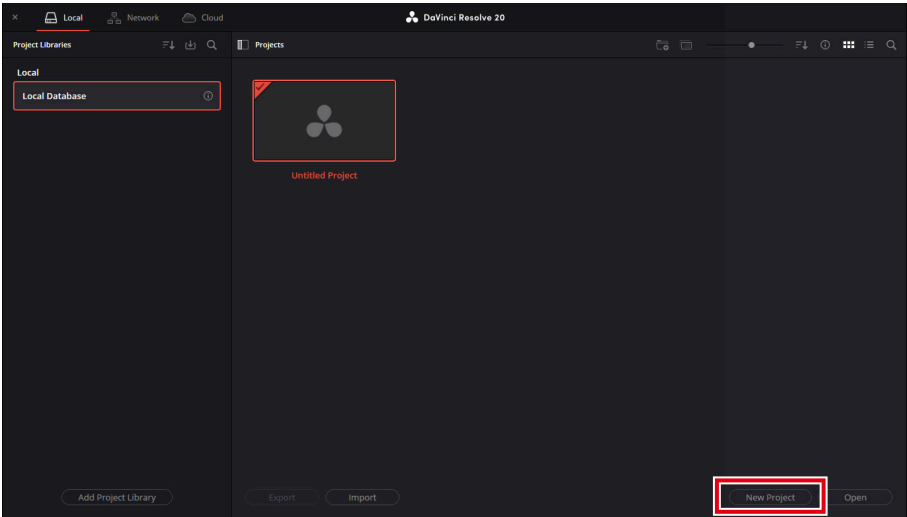 × Local Network Cloud DaVinci Resolve 20
Project Libraries Projects
Local
Local Database
Untitled Project
Add Project Library Export Import New Project Open